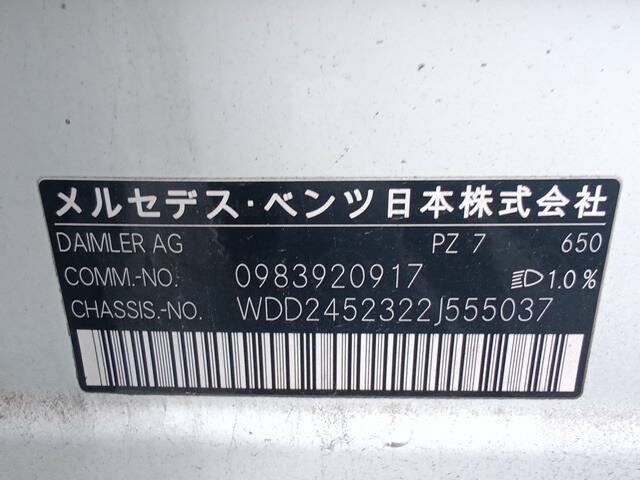 メルセデス・ベンツ日本株式会社
DAIMLER AG PZ 7 650
COMM.-NO. 0983920917 1.0%
CHASSIS.-NO. WDD2452322J555037